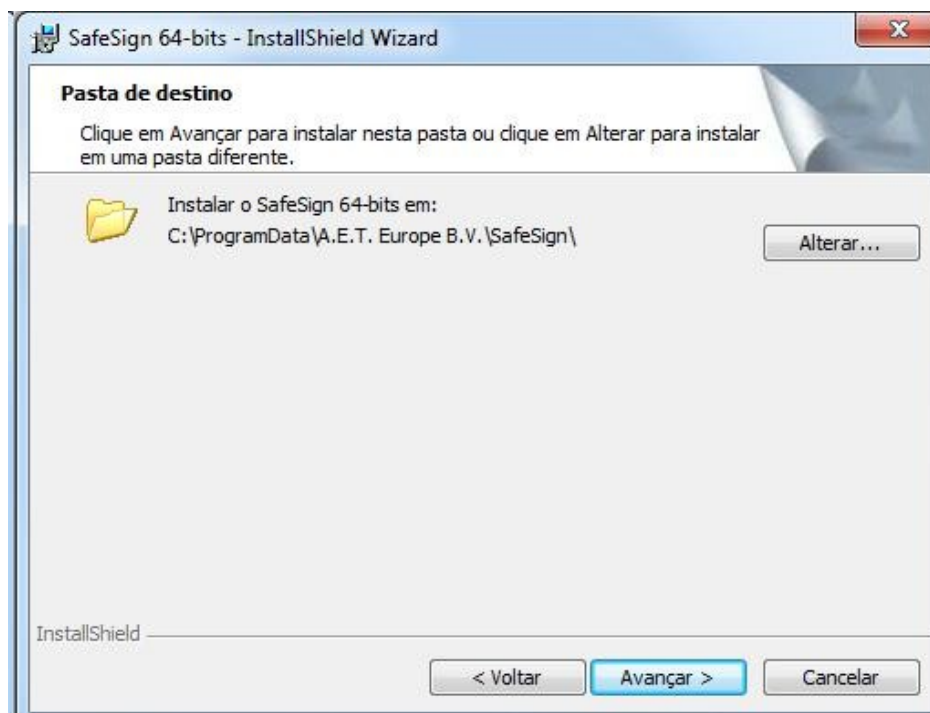 SafeSign 64-bits - InstallShield Wizard
Pasta de destino
Clique em Avançar para instalar nesta pasta ou clique em Alterar para instalar
em uma pasta diferente.
Instalar o SafeSign 64-bits em:
C:\ProgramData\A.E.T. Europe B.V.\SafeSign\
Alterar...
InstallShield
< Voltar
Avançar >
Cancelar